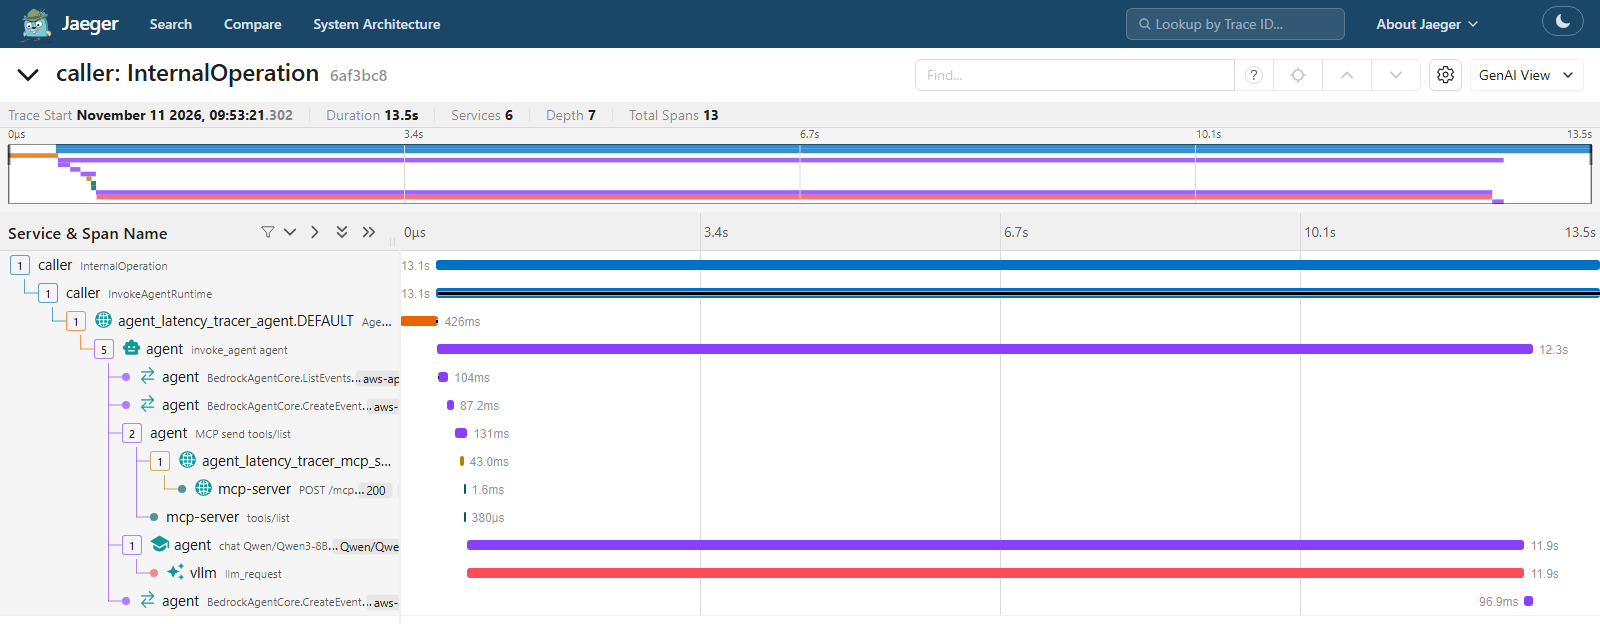 Jaeger Search Compare System Architecture Lookup by Trace ID... About Jaeger
caller: InternalOperation 6af3bc8 Find... ? GenAI View
Trace Start November 11 2026, 09:53:21.302 Duration 13.5s Services 6 Depth 7 Total Spans 13
0μs 3.4s 6.7s 10.1s 13.5s
Service & Span Name 0μs 3.4s 6.7s 10.1s 13.5s
1 caller InternalOperation 13.1s
1 caller InvokeAgentRuntime 13.1s
1 agent_latency_tracer_agent.DEFAULT Age... 426ms
5 agent invoke_agent agent 12.3s
agent BedrockAgentCore.ListEvents... aws-ap 104ms
agent BedrockAgentCore.CreateEvent... aws- 87.2ms
2 agent MCP send tools/list 131ms
1 agent_latency_tracer_mcp_s... 43.0ms
mcp-server POST /mcp... 200 1.6ms
mcp-server tools/list 380μs
1 agent chat Qwen/Qwen3-8B... Qwen/Qwe 11.9s
vllm llm_request 11.9s
agent BedrockAgentCore.CreateEvent... aws- 96.9ms